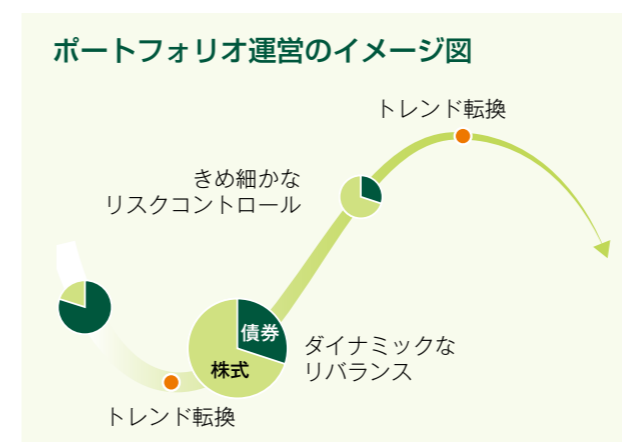 ポートフォリオ運営のイメージ図
トレンド転換
きめ細かな
リスクコントロール
債券
株式
ダイナミックな
リバランス
トレンド転換